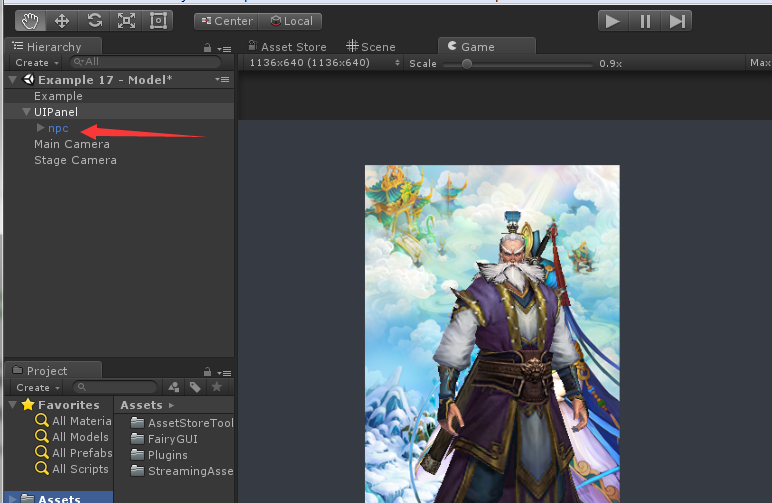 Center
Local
Hierarchy
Create
All
Example 17 - Model*
Example
UIPanel
npc
Main Camera
Stage Camera
Asset Store
Scene
Game
1136x640 (1136x640)
Scale
0.9x
Max
Project
Create
Favorites
All Materia
All Models
All Prefabs
All Scripts
Assets
Assets
AssetStoreTool
FairyGUI
Plugins
StreamingAsse